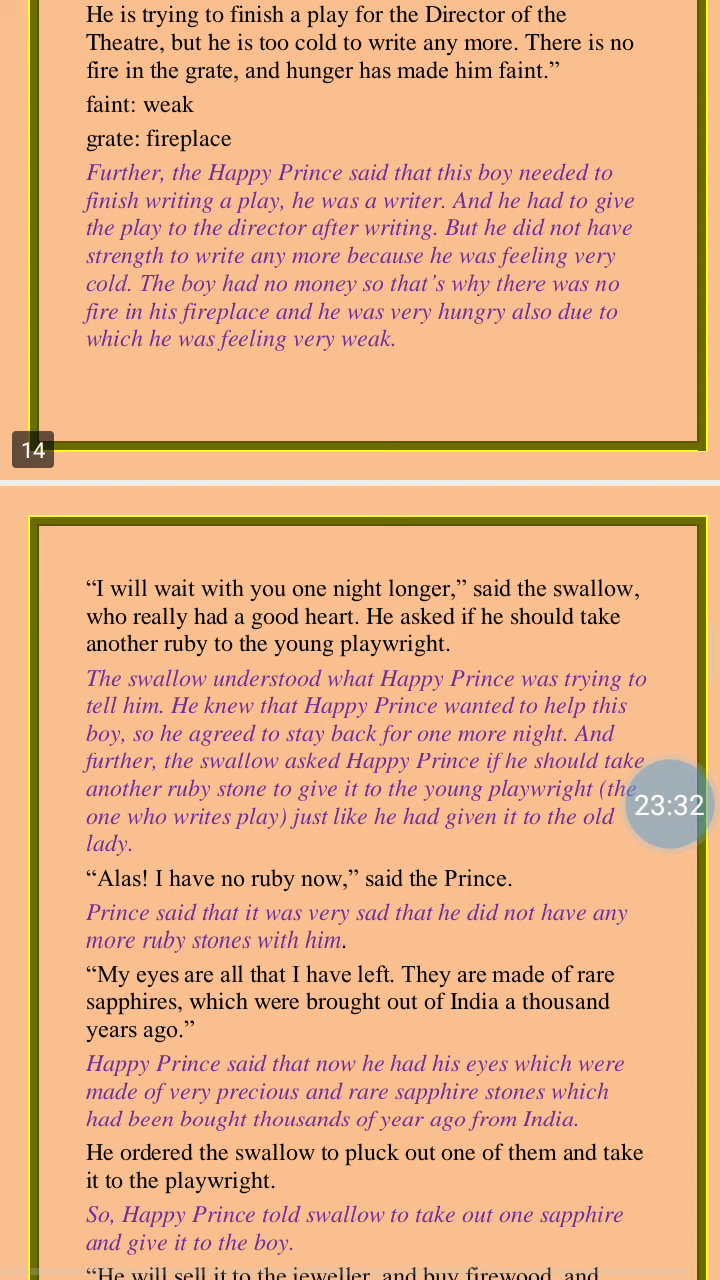 He is trying to finish a play for the Director of the
Theatre, but he is too cold to write any more. There is no
fire in the grate, and hunger has made him faint.”
faint: weak
grate: fireplace
Further, the Happy Prince said that this boy needed to
finish writing a play, he was a writer. And he had to give
the play to the director after writing. But he did not have
strength to write any more because he was feeling very
cold. The boy had no money so that’s why there was no
fire in his fireplace and he was very hungry also due to
which he was feeling very weak.
14
“I will wait with you one night longer,” said the swallow,
who really had a good heart. He asked if he should take
another ruby to the young playwright.
The swallow understood what Happy Prince was trying to
tell him. He knew that Happy Prince wanted to help this
boy, so he agreed to stay back for one more night. And
further, the swallow asked Happy Prince if he should take
another ruby stone to give it to the young playwright (the
one who writes play) just like he had given it to the old
23:32
lady.
“Alas! I have no ruby now,” said the Prince.
Prince said that it was very sad that he did not have any
more ruby stones with him.
“My eyes are all that I have left. They are made of rare
sapphires, which were brought out of India a thousand
years ago.”
Happy Prince said that now he had his eyes which were
made of very precious and rare sapphire stones which
had been bought thousands of year ago from India.
He ordered the swallow to pluck out one of them and take
it to the playwright.
So, Happy Prince told swallow to take out one sapphire
and give it to the boy.
“He will sell it to the jeweller, and buy firewood, and